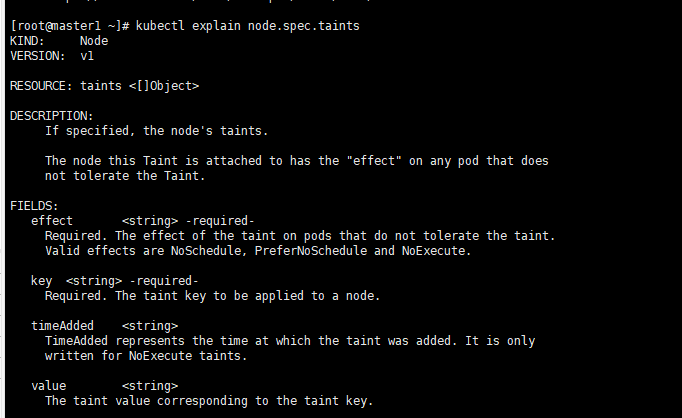 [root@master1 ~]# kubectl explain node.spec.taints
KIND:     Node
VERSION:  v1
RESOURCE: taints <[]Object>
DESCRIPTION:
If specified, the node's taints.
The node this Taint is attached to has the "effect" on any pod that does
not tolerate the Taint.
FIELDS:
effect       <string> -required-
Required. The effect of the taint on pods that do not tolerate the taint.
Valid effects are NoSchedule, PreferNoSchedule and NoExecute.
key  <string> -required-
Required. The taint key to be applied to a node.
timeAdded    <string>
TimeAdded represents the time at which the taint was added. It is only
written for NoExecute taints.
value        <string>
The taint value corresponding to the taint key.